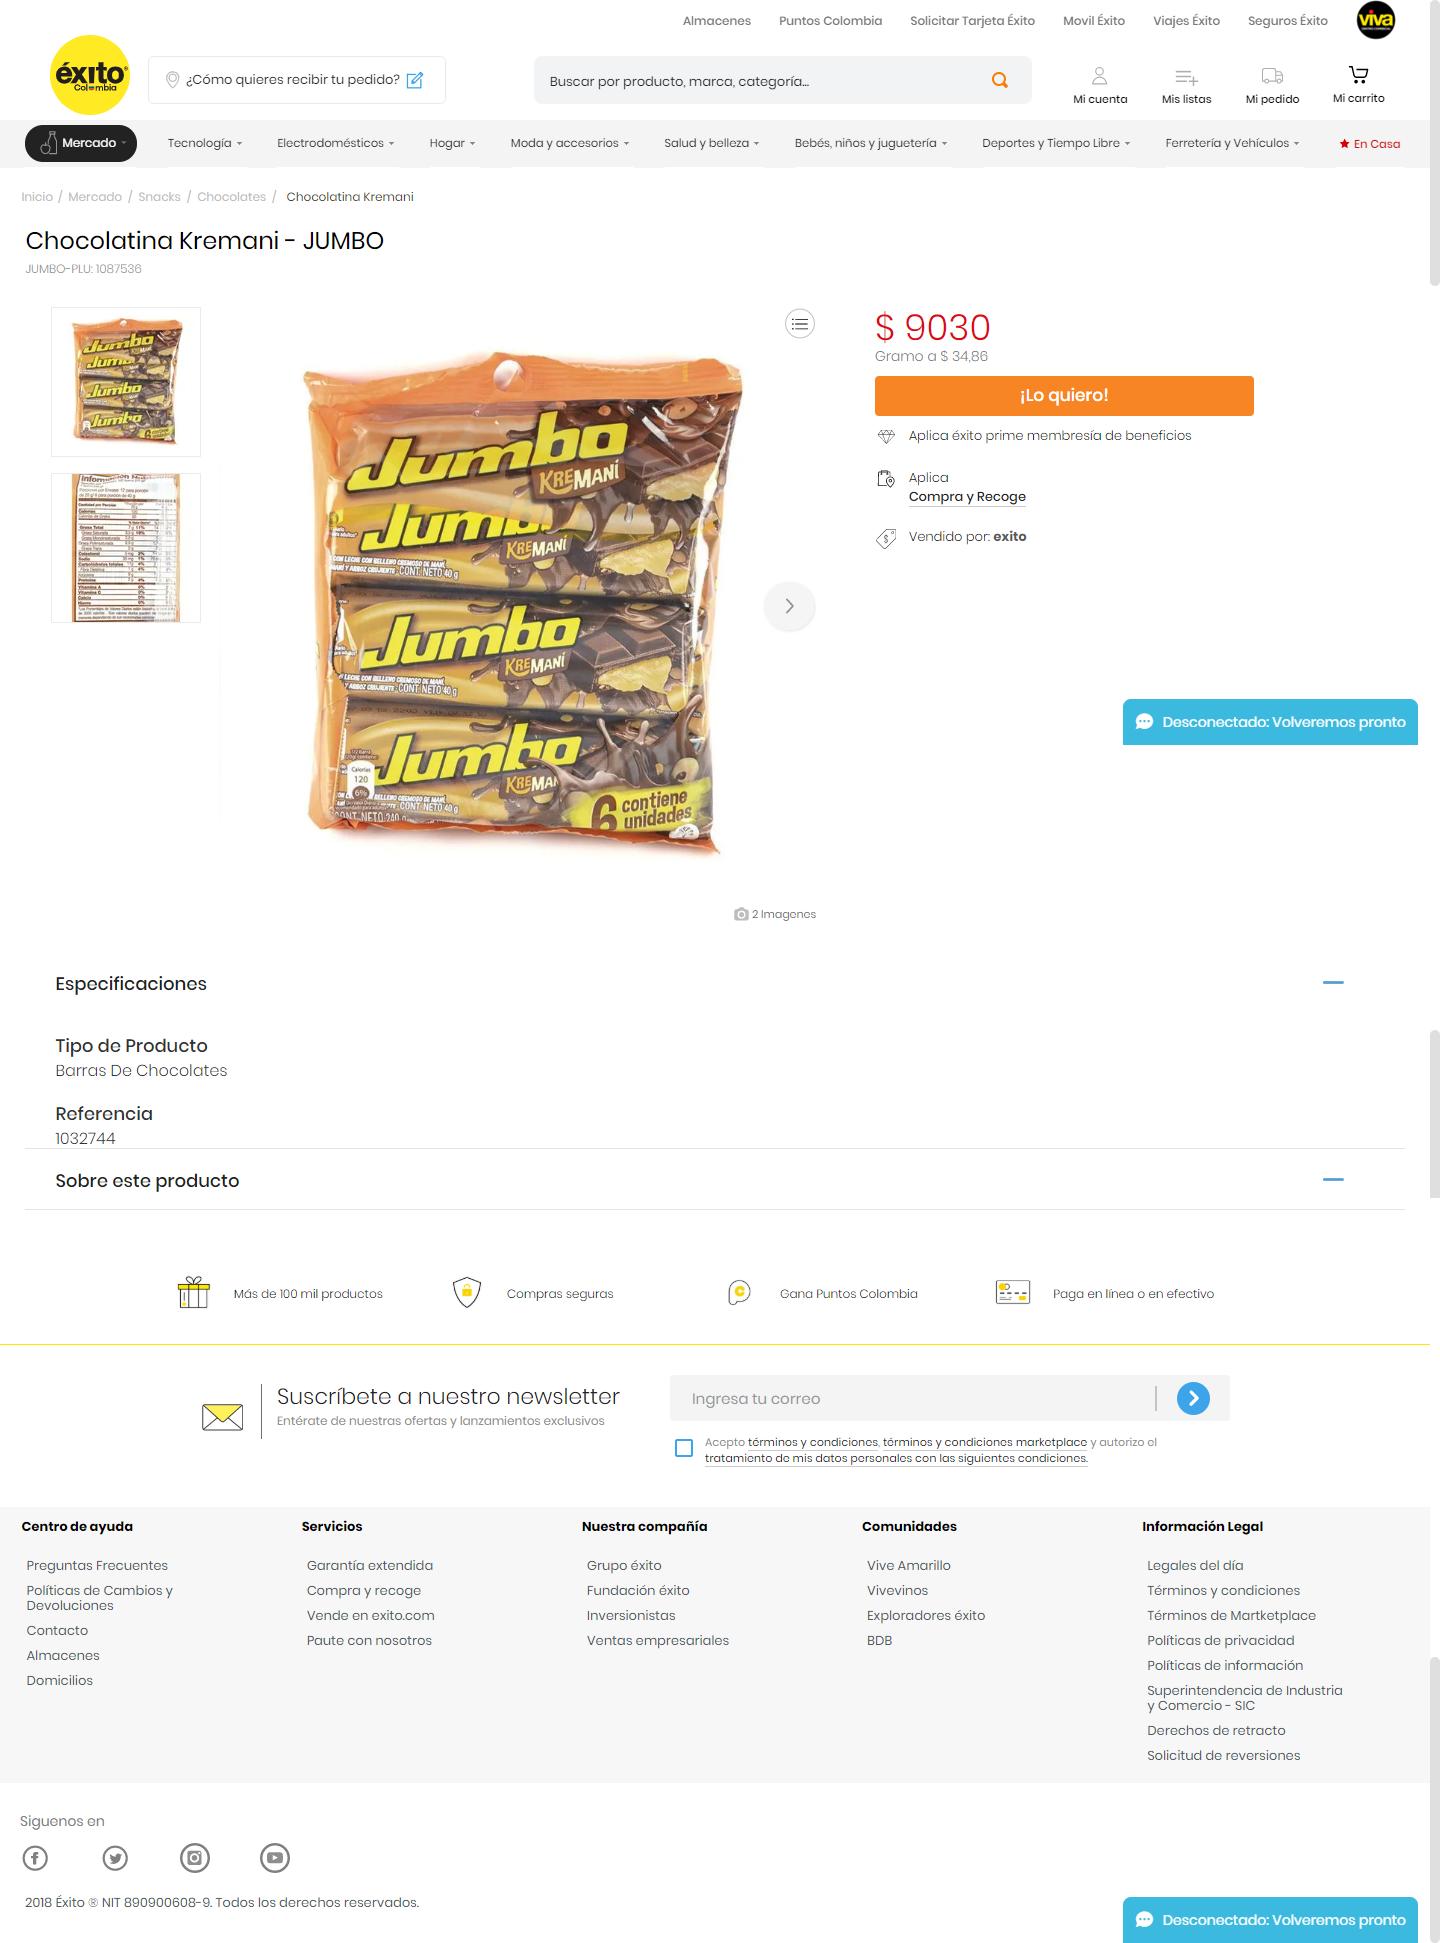 Almacenes Puntos Colombia Solicitar Tarjeta Éxito Movil Éxito Viajes Éxito Seguros Éxito viva
éxito
Colombia
¿Cómo quieres recibir tu pedido?
Buscar por producto, marca, categoría...
Mi cuenta Mis listas Mi pedido Mi carrito
Mercado Tecnología Electrodomésticos Hogar Moda y accesorios Salud y belleza Bebés, niños y juguetería Deportes y Tiempo Libre Ferretería y Vehículos En Casa
Inicio / Mercado / Snacks / Chocolates / Chocolatina Kremani
Chocolatina Kremani - JUMBO
JUMBO-PLU: 1087536
Jumbo
KREMANÍ
Jumbo
KREMANÍ
CONT. NETO 40 g
Jumbo
KREMANÍ
CONT. NETO 40 g
Jumbo
KREMANÍ
Calorías
120
6%
CONT. NETO 40 g
CONT. NETO 240 g
6 contiene
unidades
$ 9030
Gramo a $ 34,86
¡Lo quiero!
Aplica éxito prime membresía de beneficios
Aplica
Compra y Recoge
Vendido por: exito
Desconectado: Volveremos pronto
2 Imagenes
Especificaciones
Tipo de Producto
Barras De Chocolates
Referencia
1032744
Sobre este producto
Más de 100 mil productos Compras seguras Gana Puntos Colombia Paga en línea o en efectivo
Suscríbete a nuestro newsletter
Entérate de nuestras ofertas y lanzamientos exclusivos
Ingresa tu correo
Acepto términos y condiciones, términos y condiciones marketplace y autorizo el
tratamiento de mis datos personales con las siguientes condiciones.
Centro de ayuda
Preguntas Frecuentes
Políticas de Cambios y
Devoluciones
Contacto
Almacenes
Domicilios
Servicios
Garantía extendida
Compra y recoge
Vende en exito.com
Paute con nosotros
Nuestra compañía
Grupo éxito
Fundación éxito
Inversionistas
Ventas empresariales
Comunidades
Vive Amarillo
Vivevinos
Exploradores éxito
BDB
Información Legal
Legales del día
Términos y condiciones
Términos de Martketplace
Políticas de privacidad
Políticas de información
Superintendencia de Industria
y Comercio - SIC
Derechos de retracto
Solicitud de reversiones
Siguenos en
2018 Éxito ® NIT 890900608-9. Todos los derechos reservados.
Desconectado: Volveremos pronto